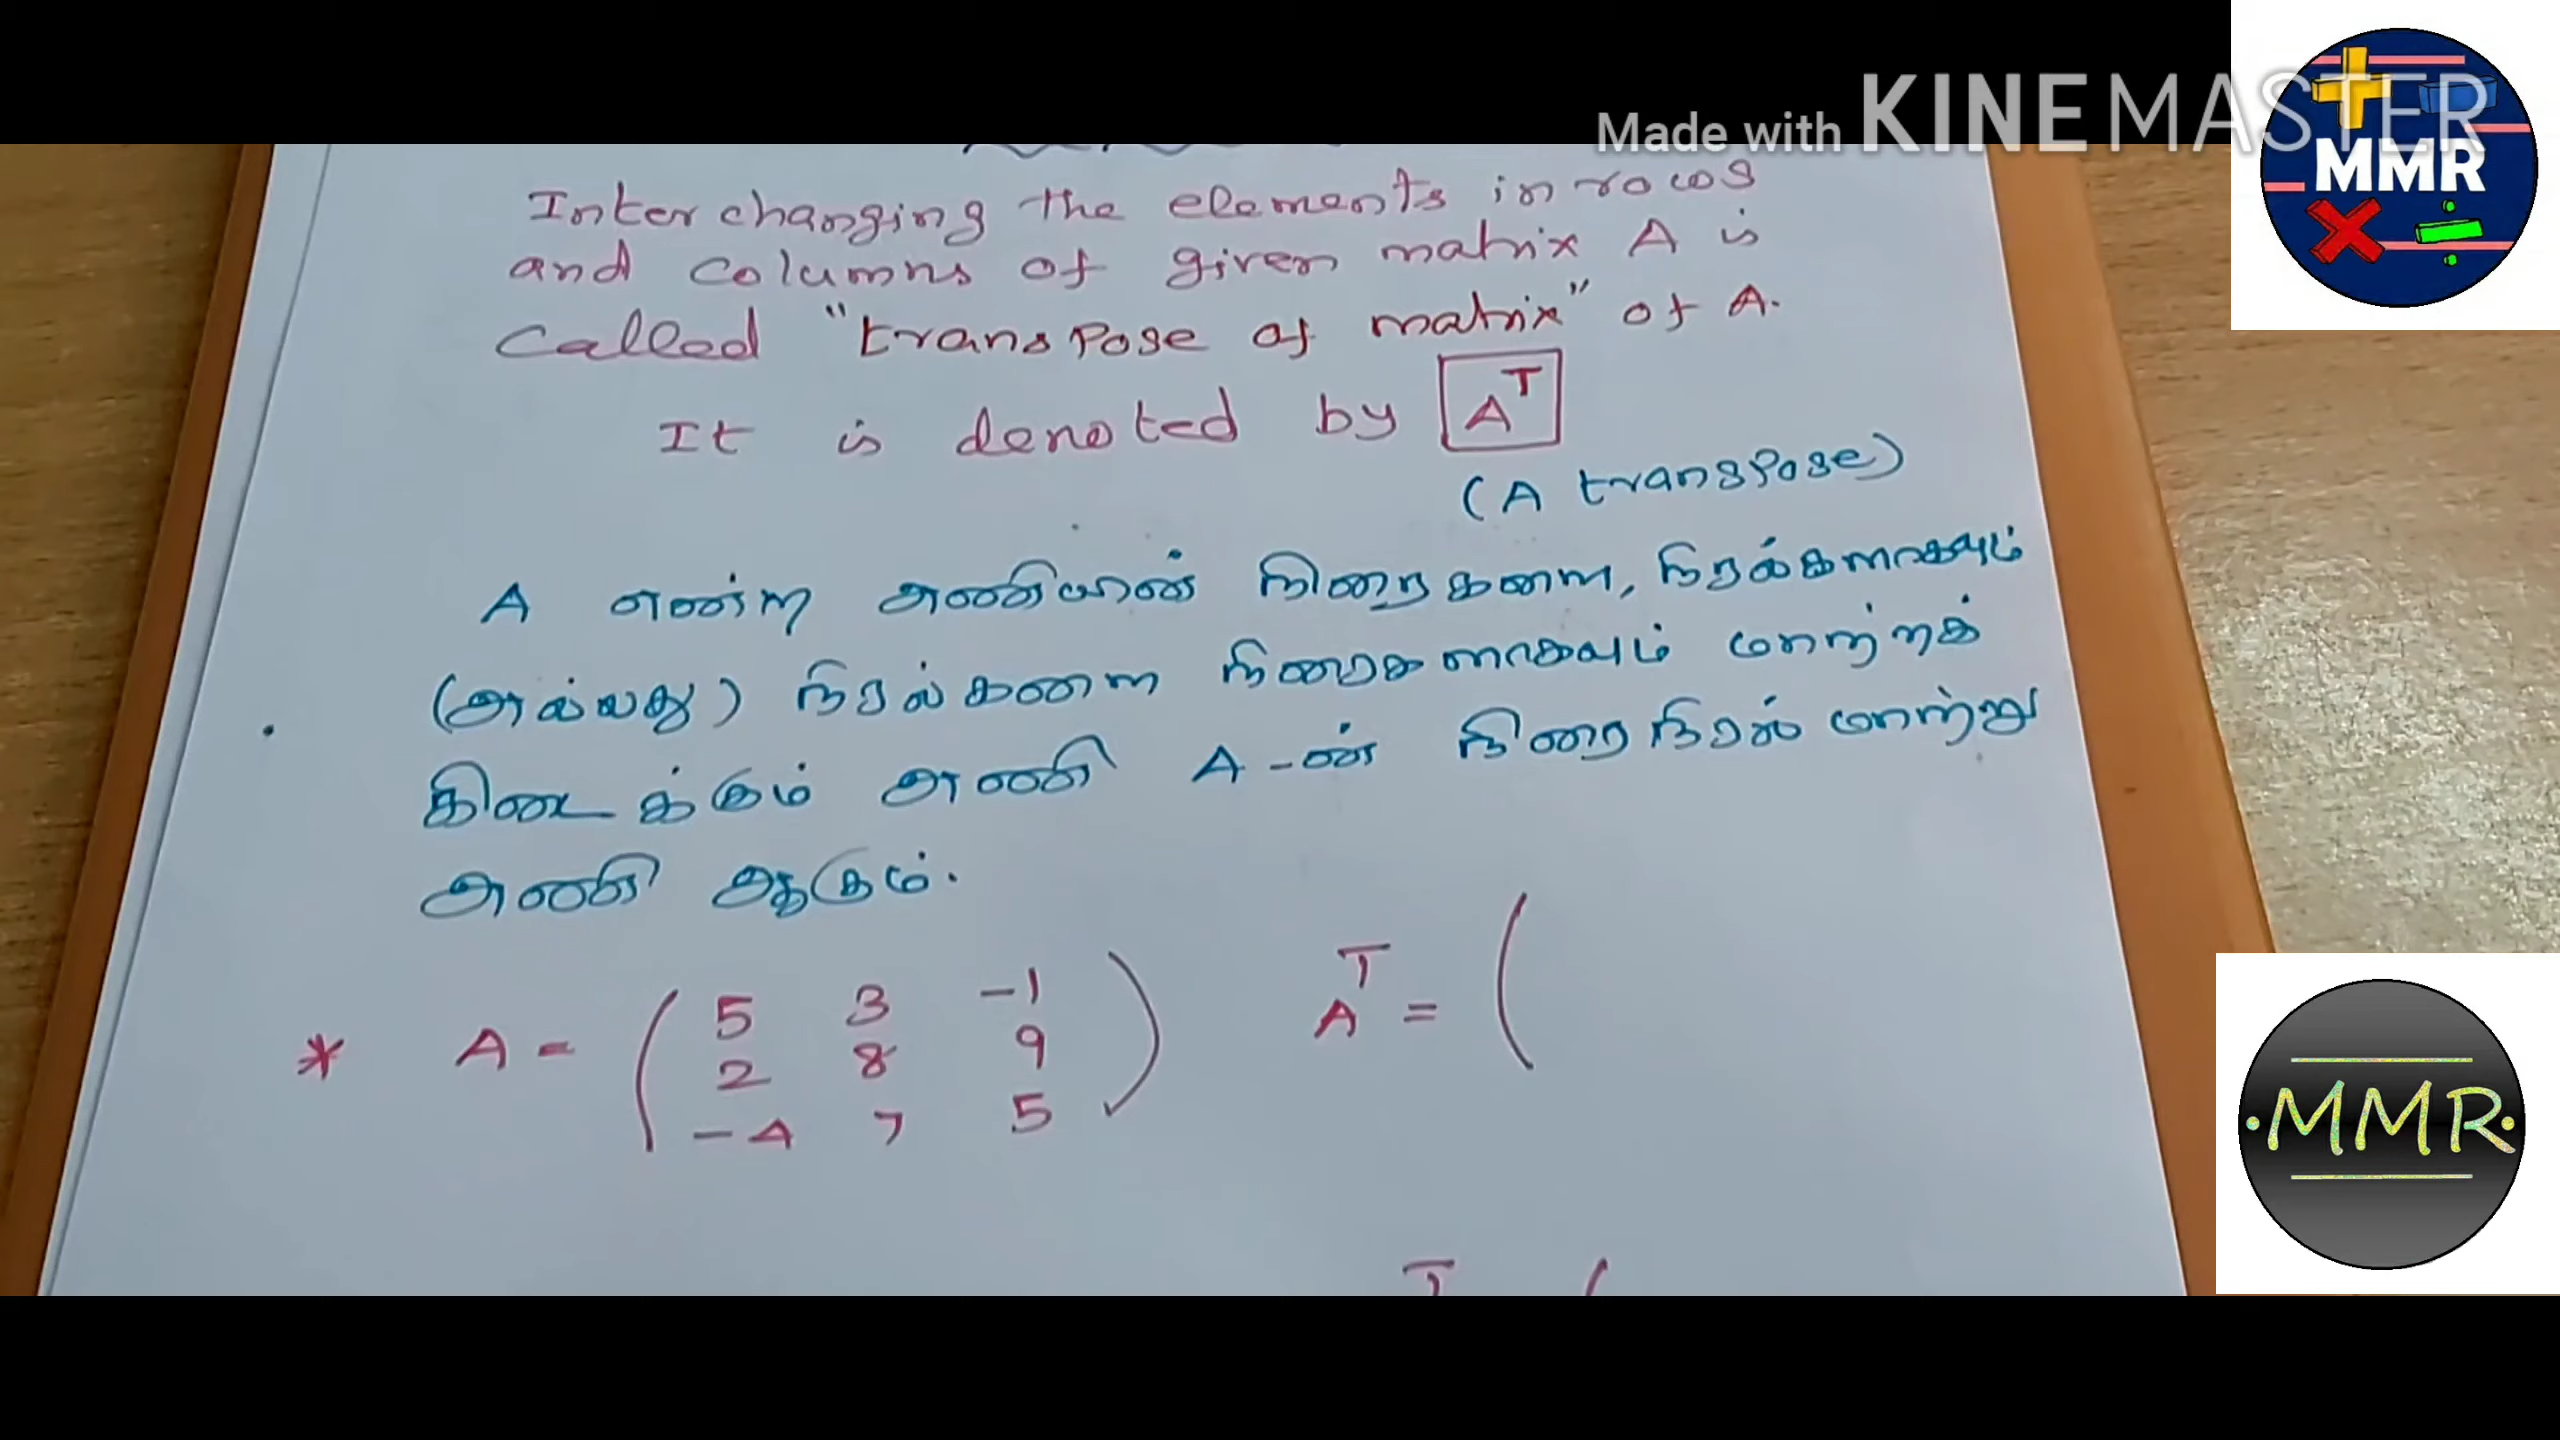 Made with KINEMASTER
MMR
Interchanging the elements in rows
and columns of given matrix A is
called "transpose of matrix" of A.
It is denoted by A^T
(A transpose)
A என்ற அணியின் நிறைகளை, நிரல்களாகவும்
(அல்லது) நிரல்களை நிறைகளாகவும் மாற்றக்
கிடைக்கும் அணி A-ன் நிறைநிரல் மாற்று
அணி ஆகும்.
* A = ( 5 3 -1 ) A^T = (
2 8 9
-4 7 5
T (
MMR